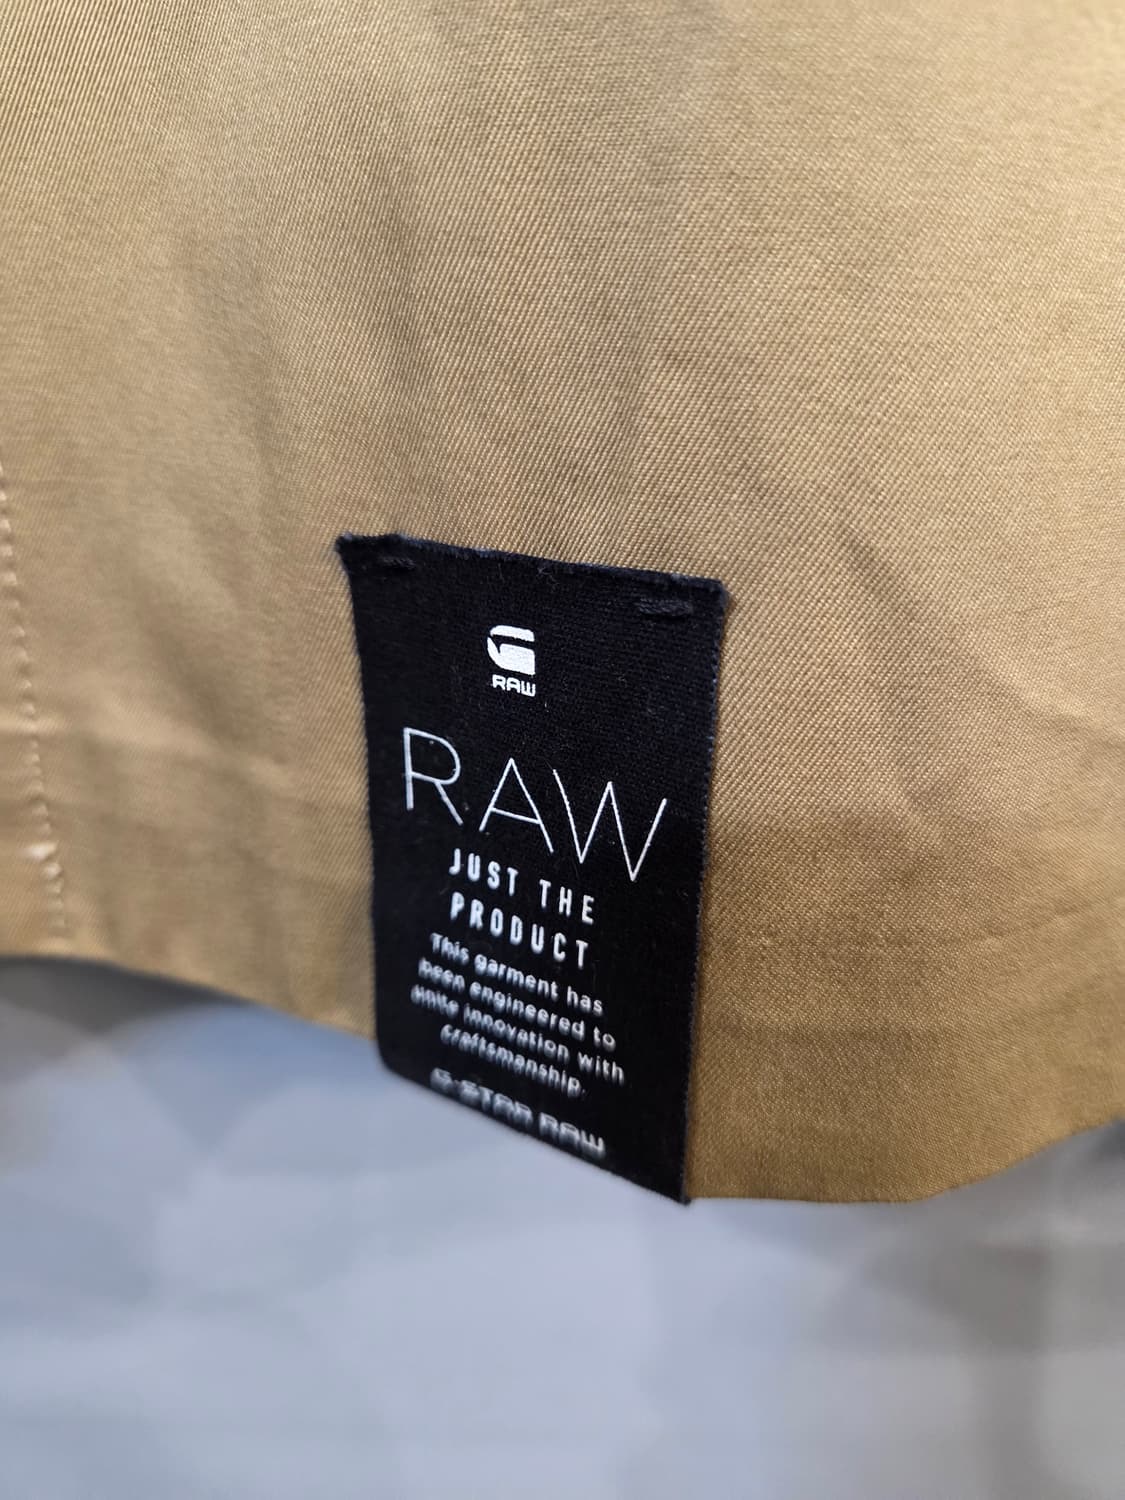 G
RAW
RAW
JUST THE
PRODUCT
This garment has
been engineered to
unite innovation with
craftsmanship.
G-STAR RAW